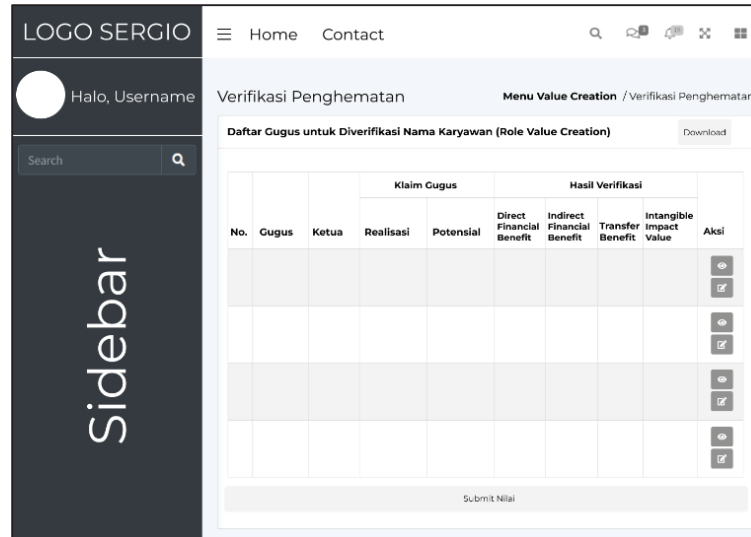 LOGO SERGIO
Home Contact
Halo, Username
Search
Sidebar
Verifikasi Penghematan
Menu Value Creation / Verifikasi Penghematan
Daftar Gugus untuk Diverifikasi Nama Karyawan (Role Value Creation)
Download
Klaim Gugus Hasil Verifikasi
No. Gugus Ketua Realisasi Potensial Direct Financial Benefit Indirect Financial Benefit Transfer Benefit Intangible Impact Value Aksi
Submit Nilai